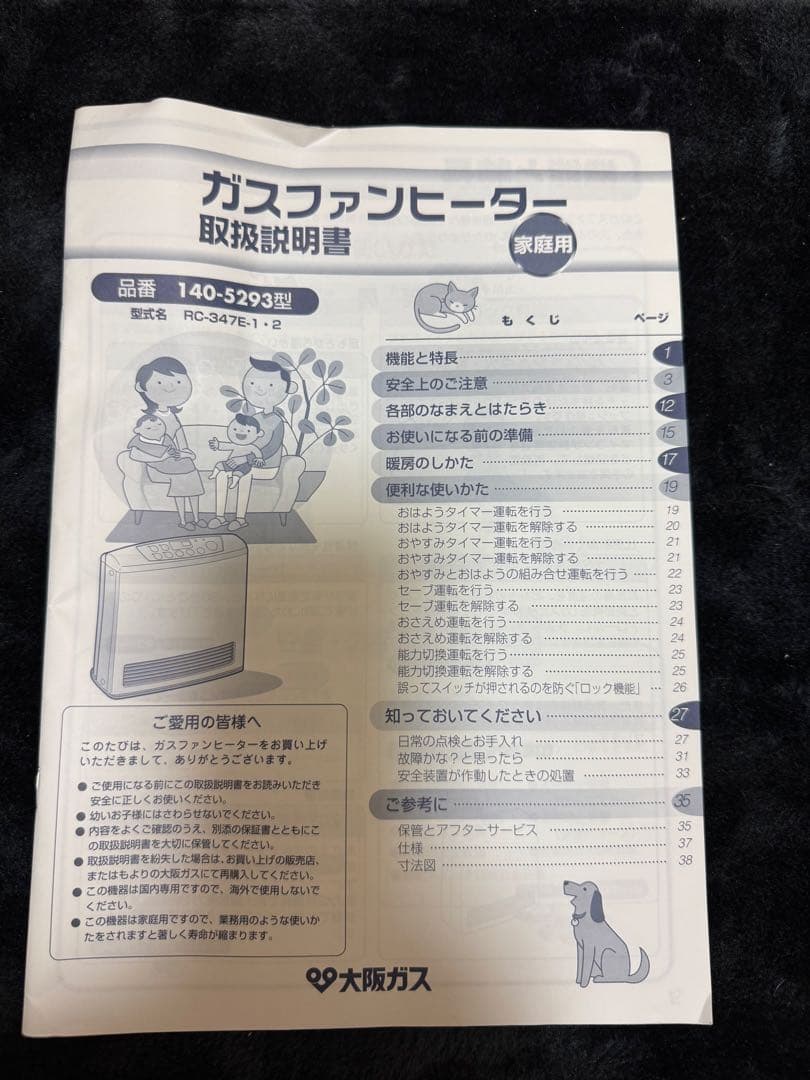 ガスファンヒーター
取扱説明書
家庭用
品番 140-5293型
型式名 RC-347E-1・2
もくじ ページ
機能と特長 1
安全上のご注意 3
各部のなまえとはたらき 12
お使いになる前の準備 15
暖房のしかた 17
便利な使いかた 19
おはようタイマー運転を行う 19
おはようタイマー運転を解除する 20
おやすみタイマー運転を行う 21
おやすみタイマー運転を解除する 21
おやすみとおはようの組み合せ運転を行う 22
セーブ運転を行う 23
セーブ運転を解除する 23
おさえめ運転を行う 24
おさえめ運転を解除する 24
能力切換運転を行う 25
能力切換運転を解除する 25
誤ってスイッチが押されるのを防ぐ「ロック機能」 26
知っておいてください 27
日常の点検とお手入れ 27
故障かな?と思ったら 31
安全装置が作動したときの処置 33
ご参考に 35
保管とアフターサービス 35
仕様 37
寸法図 38
ご愛用の皆様へ
このたびは、ガスファンヒーターをお買い上げ
いただきまして、ありがとうございます。
● ご使用になる前にこの取扱説明書をお読みいただき
安全に正しくお使いください。
● 幼いお子様にはさわらせないでください。
● 内容をよくご確認のうえ、別添の保証書とともにこ
の取扱説明書を大切に保管してください。
● 取扱説明書を紛失した場合は、お買い上げの販売店、
またはもよりの大阪ガスにて再購入してください。
● この機器は国内専用ですので、海外で使用しないで
ください。
● この機器は家庭用ですので、業務用のような使いか
たをされますと著しく寿命が縮まります。
大阪ガス